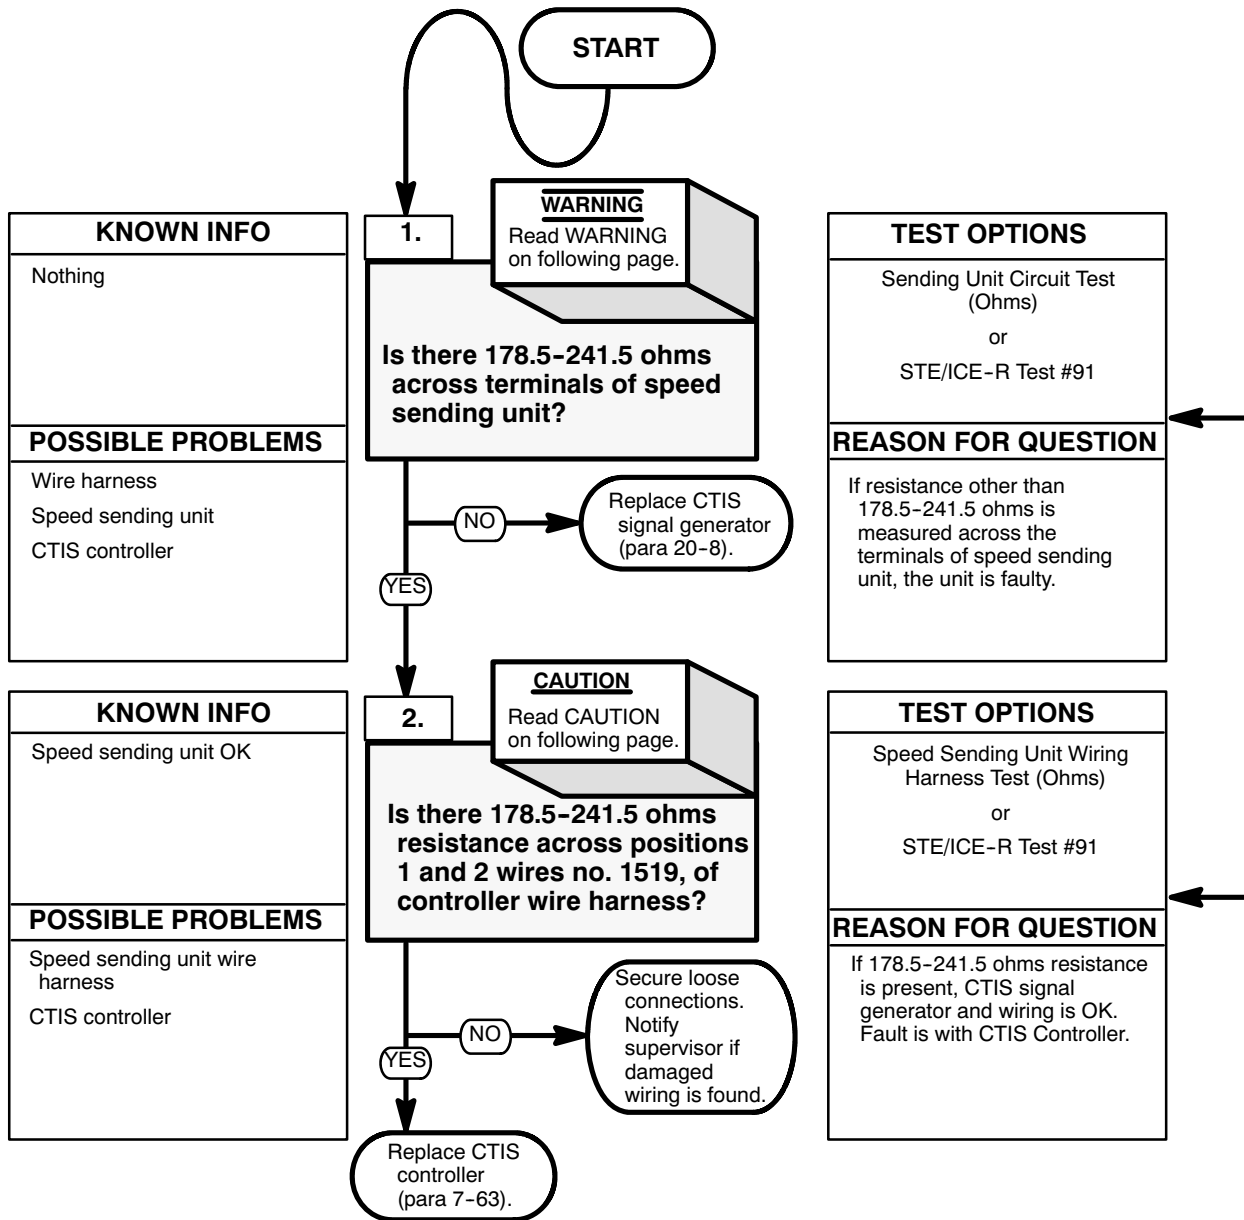 START
KNOWN INFO
Nothing
POSSIBLE PROBLEMS
Wire harness
Speed sending unit
CTIS controller
1.
WARNING
Read WARNING
on following page.
Is there 178.5-241.5 ohms
across terminals of speed
sending unit?
NO
Replace CTIS
signal generator
(para 20-8).
YES
TEST OPTIONS
Sending Unit Circuit Test
(Ohms)
or
STE/ICE-R Test #91
REASON FOR QUESTION
If resistance other than
178.5-241.5 ohms is
measured across the
terminals of speed sending
unit, the unit is faulty.
KNOWN INFO
Speed sending unit OK
POSSIBLE PROBLEMS
Speed sending unit wire
harness
CTIS controller
2.
CAUTION
Read CAUTION
on following page.
Is there 178.5-241.5 ohms
resistance across positions
1 and 2 wires no. 1519, of
controller wire harness?
NO
Secure loose
connections.
Notify
supervisor if
damaged
wiring is found.
YES
Replace CTIS
controller
(para 7-63).
TEST OPTIONS
Speed Sending Unit Wiring
Harness Test (Ohms)
or
STE/ICE-R Test #91
REASON FOR QUESTION
If 178.5-241.5 ohms resistance
is present, CTIS signal
generator and wiring is OK.
Fault is with CTIS Controller.